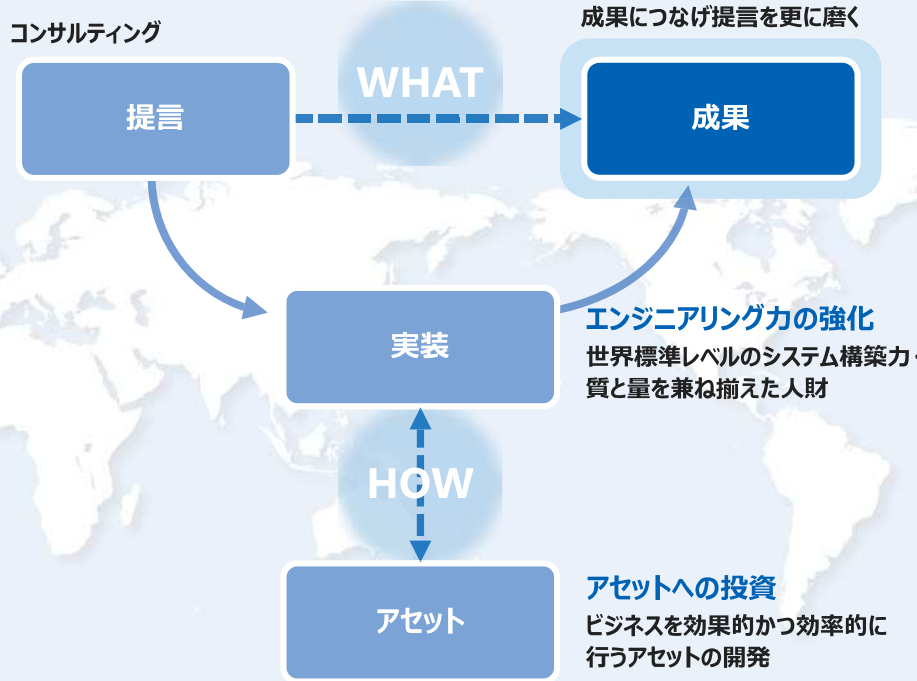 コンサルティング
成果につなげ提言を更に磨く
提言
WHAT
成果
実装
エンジニアリング力の強化
世界標準レベルのシステム構築力・
質と量を兼ね揃えた人財
HOW
アセット
アセットへの投資
ビジネスを効果的かつ効率的に
行うアセットの開発